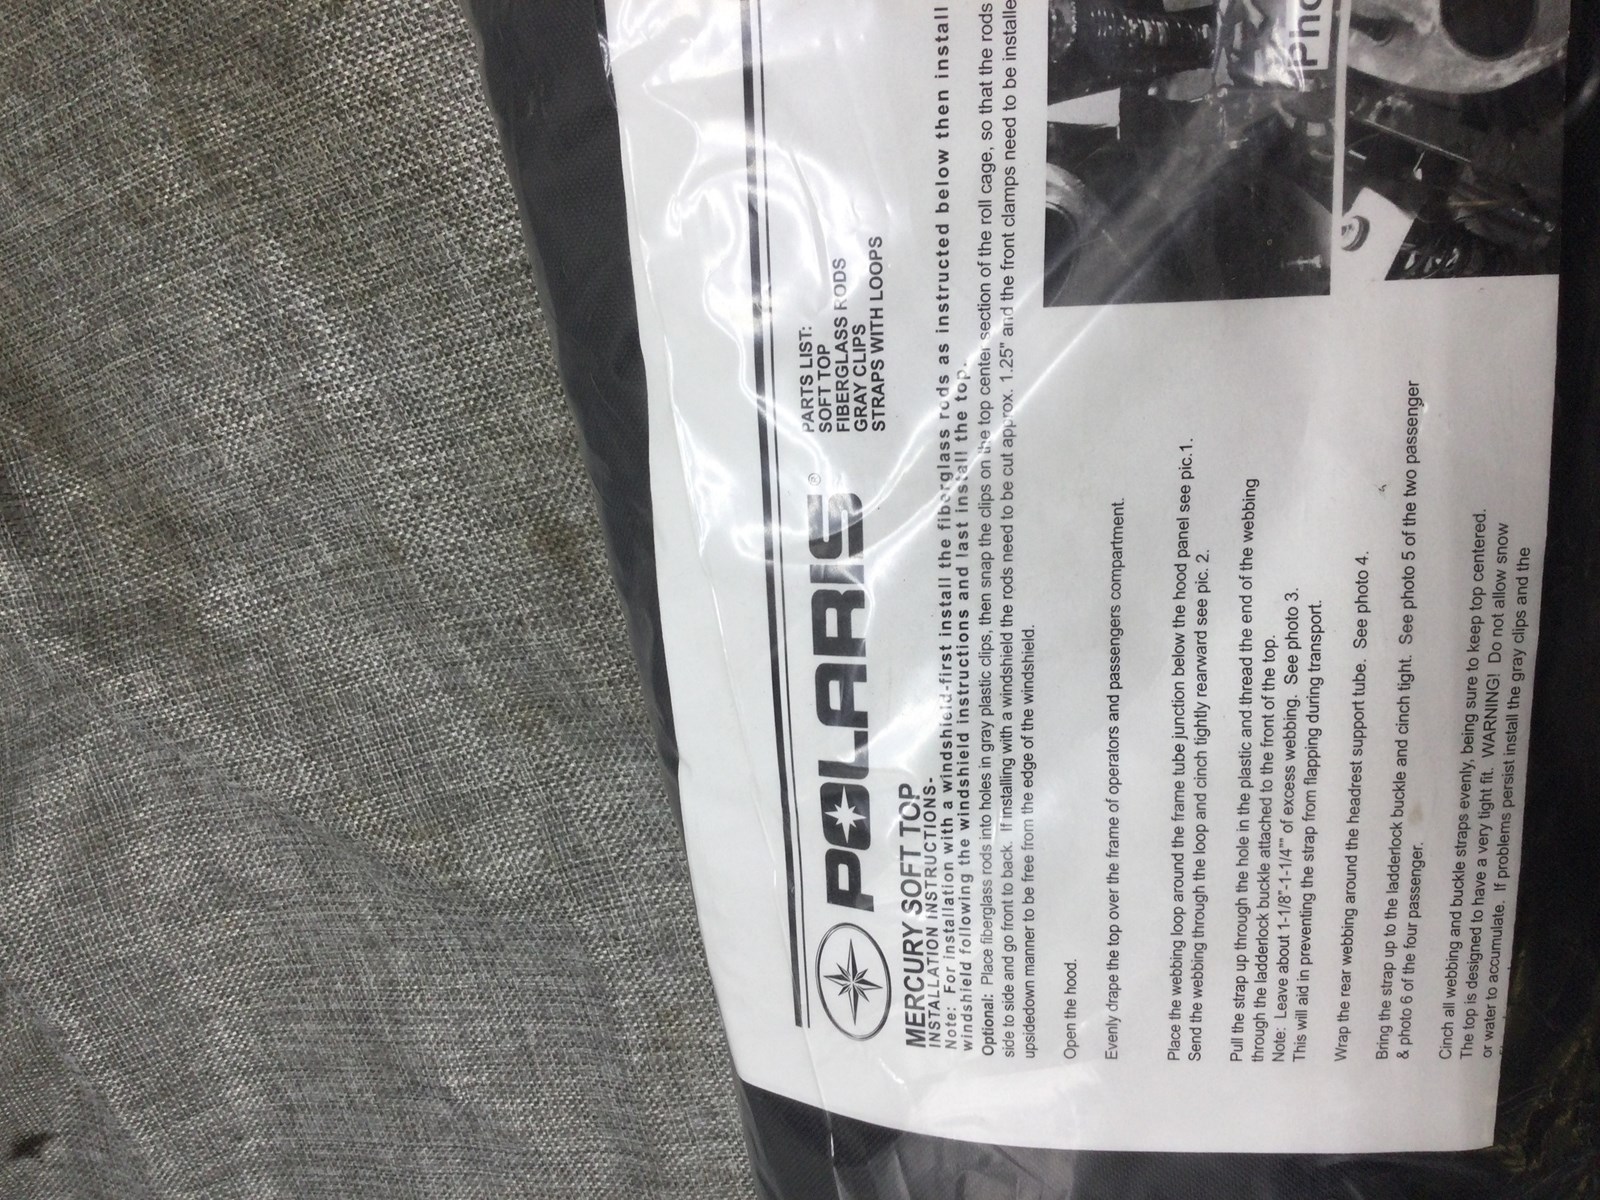 POLARIS®
PARTS LIST:
SOFT TOP
FIBERGLASS RODS
GRAY CLIPS
STRAPS WITH LOOPS
MERCURY SOFT TOP
INSTALLATION INSTRUCTIONS-
Note: For installation with a windshield-first install the fiberglass rods as instructed below then install
windshield following the windshield instructions and last install the top.
Optional: Place fiberglass rods into holes in gray plastic clips, then snap the clips on the top center section of the roll cage, so that the rods
side to side and go front to back. If installing with a windshield the rods need to be cut approx. 1.25" and the front clamps need to be installe
upsidedown manner to be free from the edge of the windshield.
Open the hood.
Evenly drape the top over the frame of operators and passengers compartment.
Place the webbing loop around the frame tube junction below the hood panel see pic.1.
Send the webbing through the loop and cinch tightly rearward see pic. 2.
Pull the strap up through the hole in the plastic and thread the end of the webbing
through the ladderlock buckle attached to the front of the top.
Note: Leave about 1-1/8"-1-1/4"" of excess webbing. See photo 3.
This will aid in preventing the strap from flapping during transport.
Wrap the rear webbing around the headrest support tube. See photo 4.
Bring the strap up to the ladderlock buckle and cinch tight. See photo 5 of the two passenger
& photo 6 of the four passenger.
Cinch all webbing and buckle straps evenly, being sure to keep top centered.
The top is designed to have a very tight fit. WARNING! Do not allow snow
or water to accumulate. If problems persist install the gray clips and the
Pho